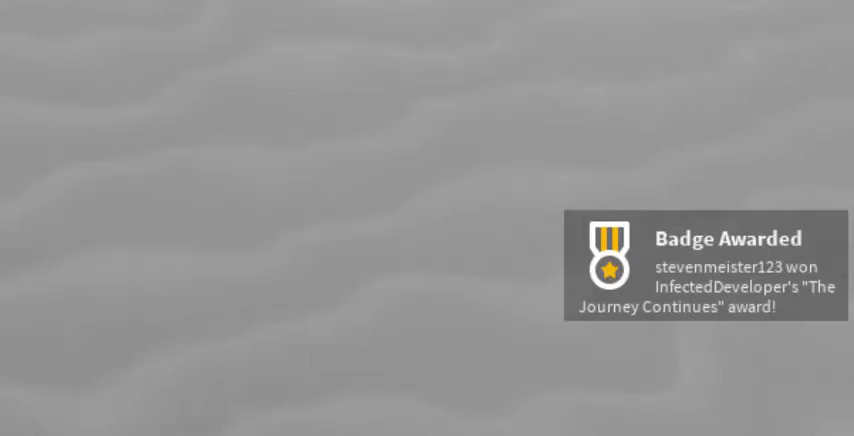 Badge Awarded
stevenmeister123 won
InfectedDeveloper's "The
Journey Continues" award!